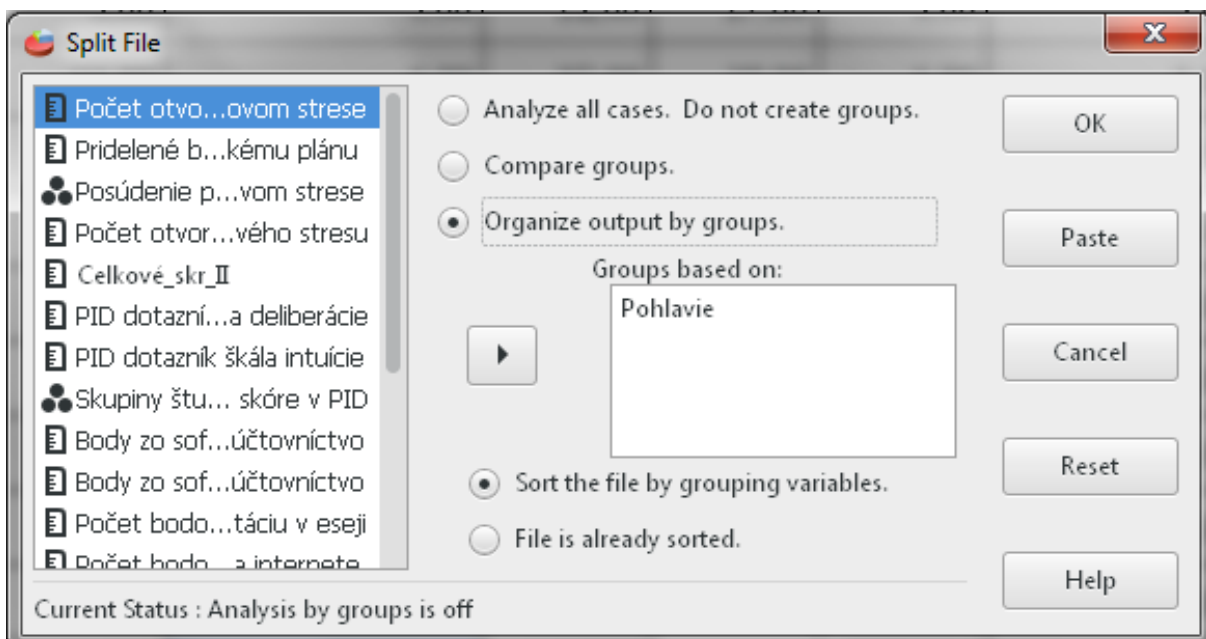 Split File
Počet otvo...ovom strese
Pridelené b...kému plánu
Posúdenie p...vom strese
Počet otvor...vého stresu
Celkové_skr_II
PID dotazní...a deliberácie
PID dotazník škála intuície
Skupiny štu... skóre v PID
Body zo sof...účtovníctvo
Body zo sof...účtovníctvo
Počet bodo...táciu v eseji
Počet bodo...a internete
Analyze all cases. Do not create groups.
Compare groups.
Organize output by groups.
Groups based on:
Pohlavie
Sort the file by grouping variables.
File is already sorted.
OK
Paste
Cancel
Reset
Help
Current Status : Analysis by groups is off